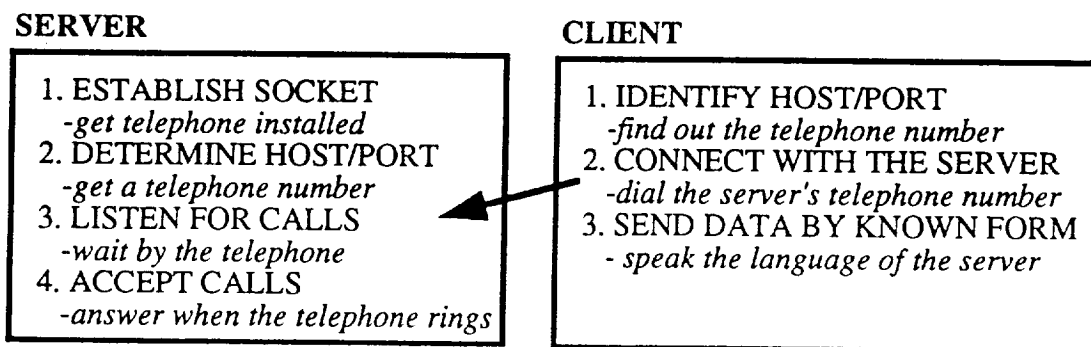 SERVER
1. ESTABLISH SOCKET
-get telephone installed
2. DETERMINE HOST/PORT
-get a telephone number
3. LISTEN FOR CALLS
-wait by the telephone
4. ACCEPT CALLS
-answer when the telephone rings
CLIENT
1. IDENTIFY HOST/PORT
-find out the telephone number
2. CONNECT WITH THE SERVER
-dial the server's telephone number
3. SEND DATA BY KNOWN FORM
- speak the language of the server